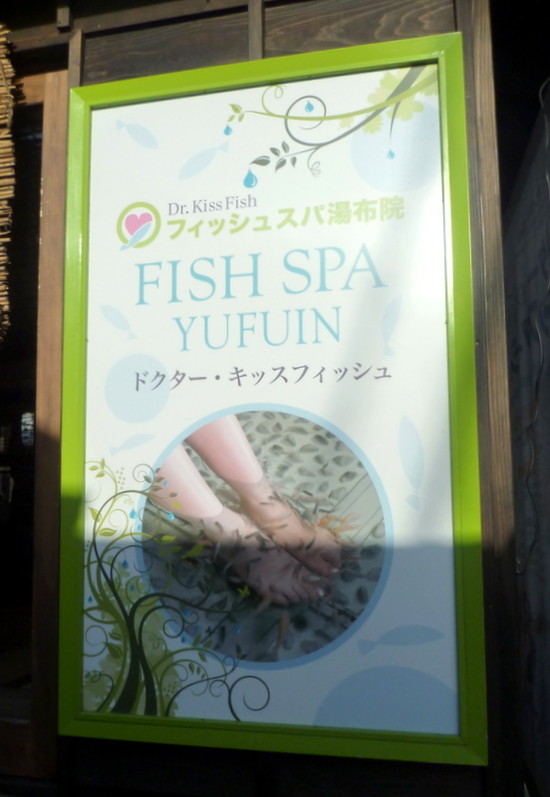 Dr. Kiss Fish
フィッシュスパ湯布院
FISH SPA
YUFUIN
ドクター・キッスフィッシュ